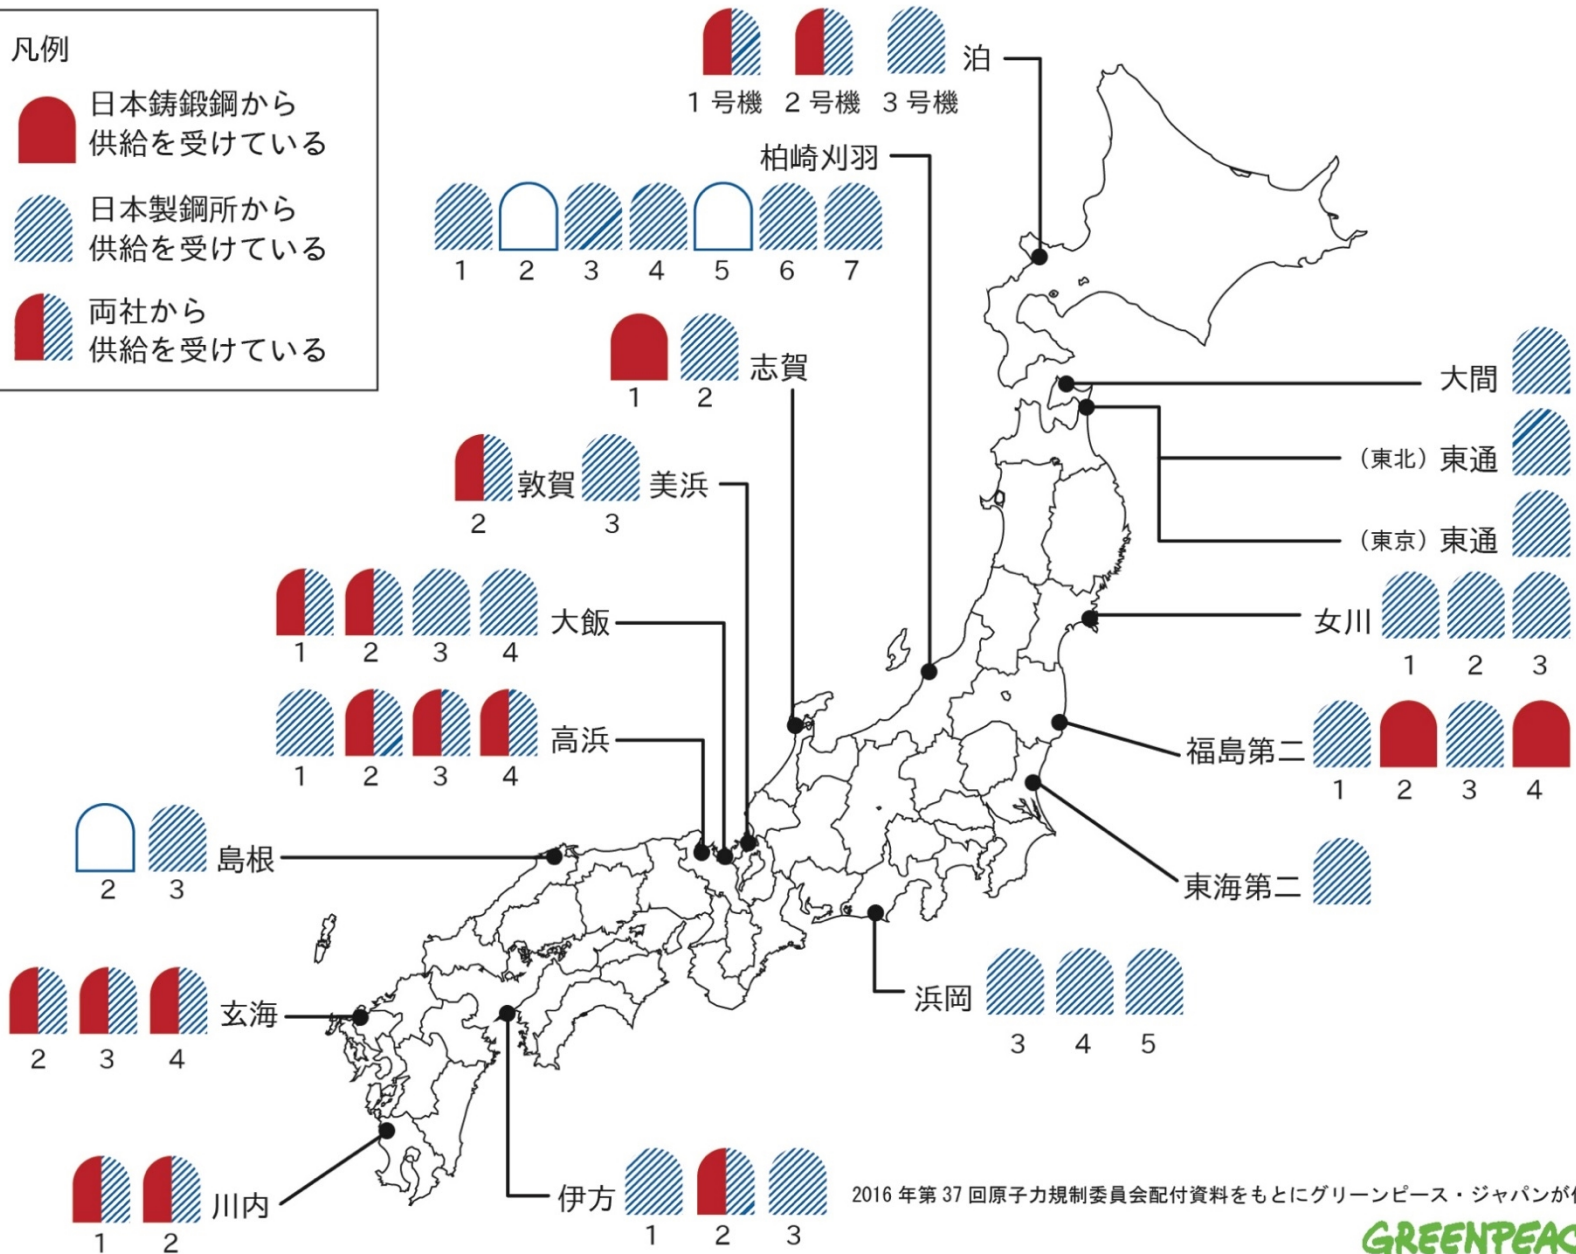 凡例
日本鋳鍛鋼から
供給を受けている
日本製鋼所から
供給を受けている
両社から
供給を受けている
泊
1号機 2号機 3号機
柏崎刈羽
1 2 3 4 5 6 7
志賀
1 2
敦賀
2
美浜
3
大飯
1 2 3 4
高浜
1 2 3 4
島根
2 3
玄海
2 3 4
川内
1 2
伊方
1 2 3
大間
(東北) 東通
(東京) 東通
女川
1 2 3
福島第二
1 2 3 4
東海第二
浜岡
3 4 5
2016年第37回原子力規制委員会配付資料をもとにグリーンピース・ジャパンが
GREENPEAC